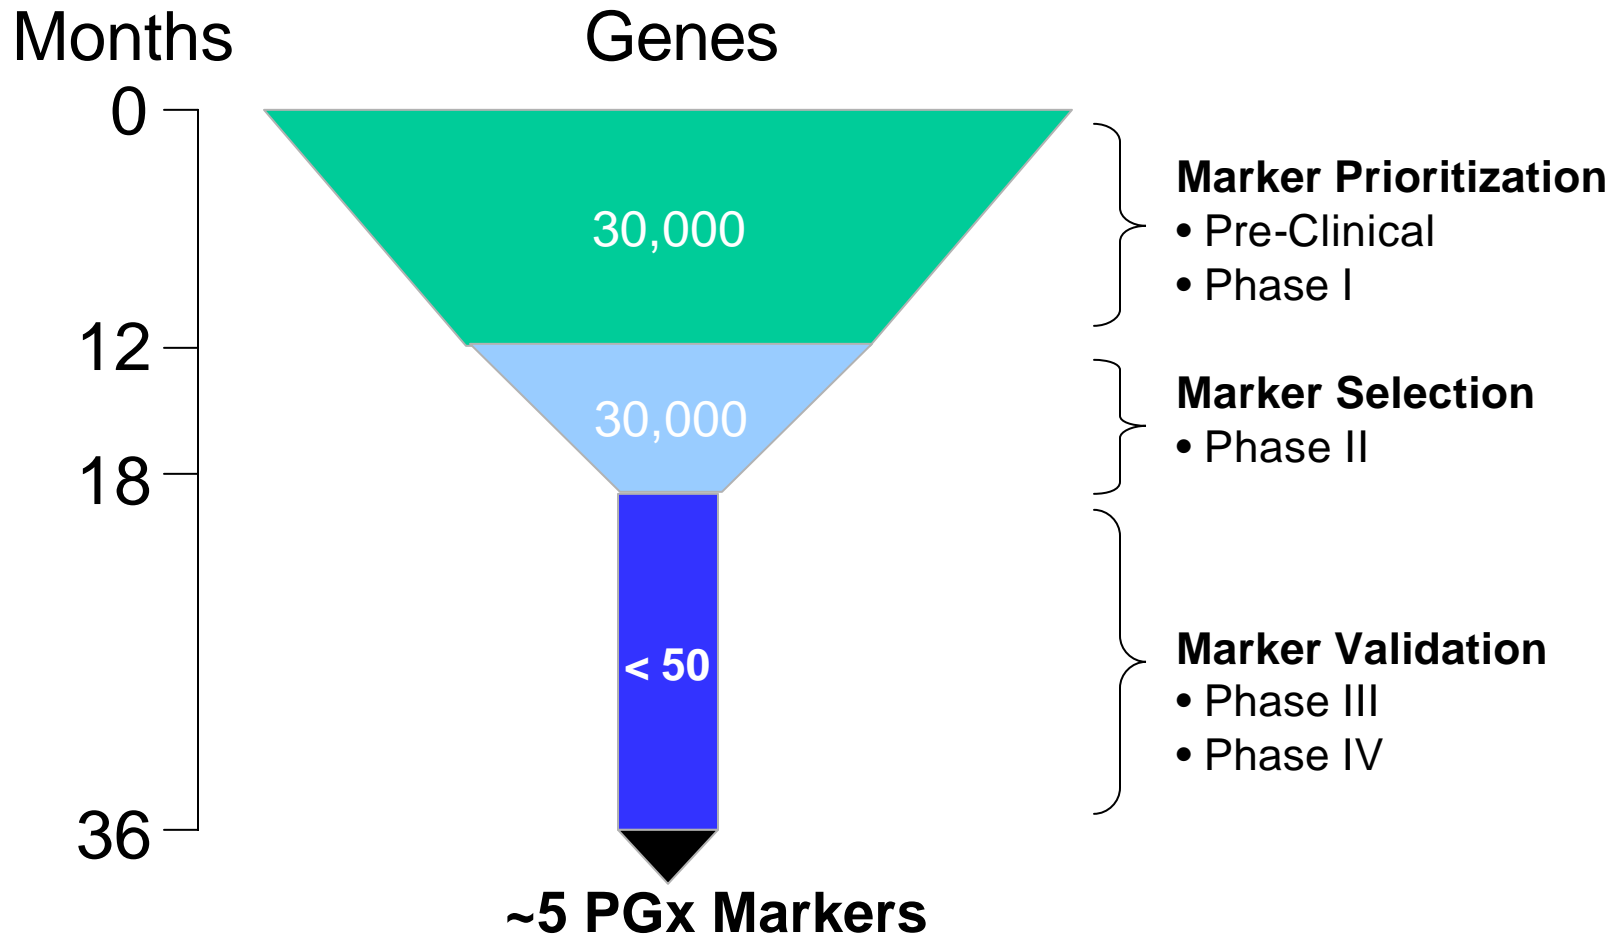 Months
Genes
0
30,000
Marker Prioritization
• Pre-Clinical
• Phase I
12
30,000
Marker Selection
• Phase II
18
< 50
Marker Validation
• Phase III
• Phase IV
36
~5 PGx Markers